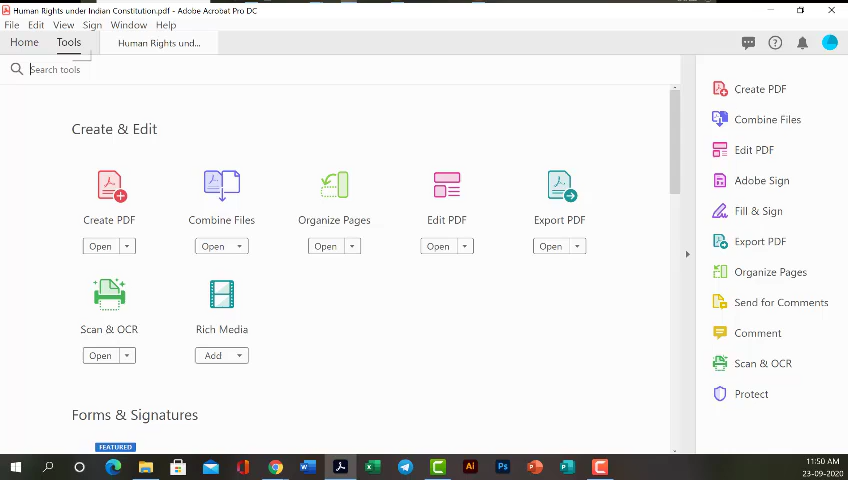 Human Rights under Indian Constitution.pdf - Adobe Acrobat Pro DC
File Edit View Sign Window Help
Home Tools Human Rights und...
Search tools
Create & Edit
Create PDF Combine Files Organize Pages Edit PDF Export PDF
Open Open Open Open Open
Scan & OCR Rich Media
Open Add
Forms & Signatures
FEATURED
Create PDF
Combine Files
Edit PDF
Adobe Sign
Fill & Sign
Export PDF
Organize Pages
Send for Comments
Comment
Scan & OCR
Protect
11:50 AM
23-09-2020